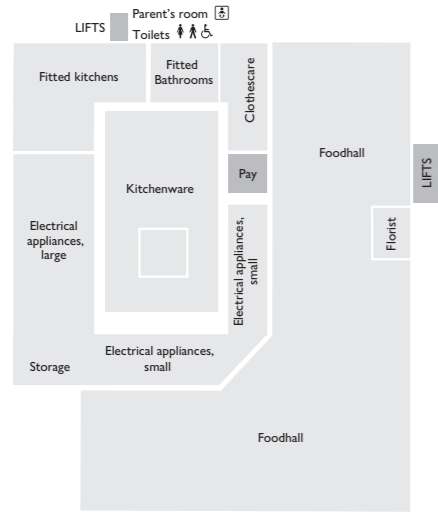 Parent's room
LIFTS
Toilets
Fitted kitchens
Fitted
Bathrooms
Clothescare
Foodhall
LIFTS
Pay
Kitchenware
Florist
Electrical
appliances,
large
Electrical appliances,
small
Electrical appliances,
small
Storage
Foodhall